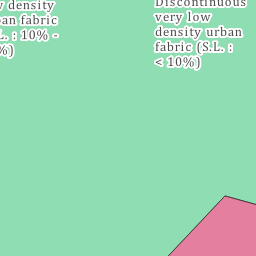 density
fabric
: 10% -
Discontinuous
very low
density urban
fabric (S.L. :
< 10%)